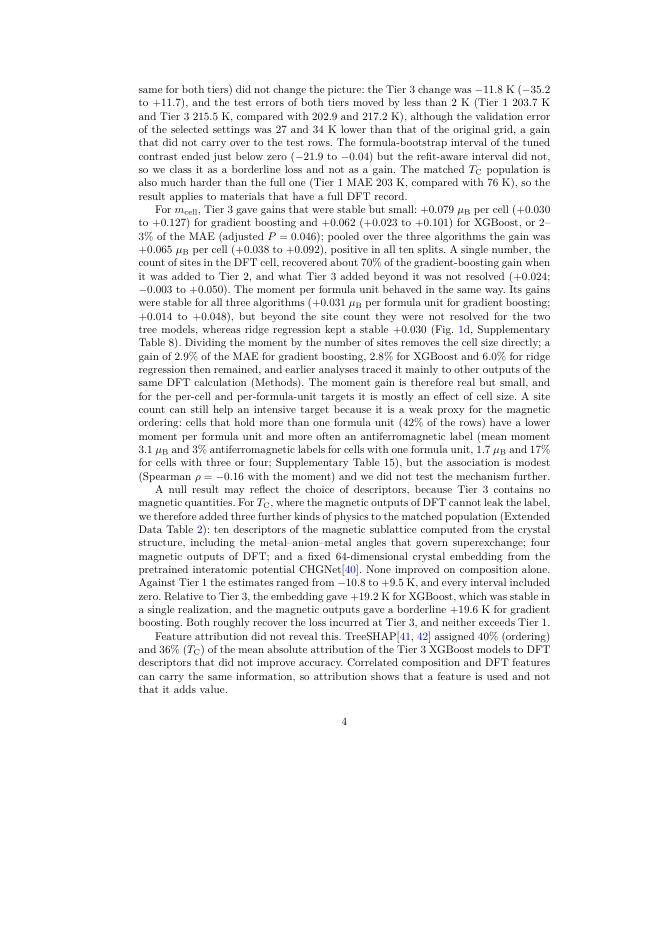 same for both tiers) did not change the picture: the Tier 3 change was −11.8 K (−35.2
to +11.7), and the test errors of both tiers moved by less than 2 K (Tier 1 203.7 K
and Tier 3 215.5 K, compared with 202.9 and 217.2 K), although the validation error
of the selected settings was 27 and 34 K lower than that of the original grid, a gain
that did not carry over to the test rows. The formula-bootstrap interval of the tuned
contrast ended just below zero (−21.9 to −0.04) but the refit-aware interval did not,
so we class it as a borderline loss and not as a gain. The matched T_C population is
also much harder than the full one (Tier 1 MAE 203 K, compared with 76 K), so the
result applies to materials that have a full DFT record.
For m_cell, Tier 3 gave gains that were stable but small: +0.079 μ_B per cell (+0.030
to +0.127) for gradient boosting and +0.062 (+0.023 to +0.101) for XGBoost, or 2–
3% of the MAE (adjusted P = 0.046); pooled over the three algorithms the gain was
+0.065 μ_B per cell (+0.038 to +0.092), positive in all ten splits. A single number, the
count of sites in the DFT cell, recovered about 70% of the gradient-boosting gain when
it was added to Tier 2, and what Tier 3 added beyond it was not resolved (+0.024;
−0.003 to +0.050). The moment per formula unit behaved in the same way. Its gains
were stable for all three algorithms (+0.031 μ_B per formula unit for gradient boosting;
+0.014 to +0.048), but beyond the site count they were not resolved for the two
tree models, whereas ridge regression kept a stable +0.030 (Fig. 1d, Supplementary
Table 8). Dividing the moment by the number of sites removes the cell size directly; a
gain of 2.9% of the MAE for gradient boosting, 2.8% for XGBoost and 6.0% for ridge
regression then remained, and earlier analyses traced it mainly to other outputs of the
same DFT calculation (Methods). The moment gain is therefore real but small, and
for the per-cell and per-formula-unit targets it is mostly an effect of cell size. A site
count can still help an intensive target because it is a weak proxy for the magnetic
ordering: cells that hold more than one formula unit (42% of the rows) have a lower
moment per formula unit and more often an antiferromagnetic label (mean moment
3.1 μ_B and 3% antiferromagnetic labels for cells with one formula unit, 1.7 μ_B and 17%
for cells with three or four; Supplementary Table 15), but the association is modest
(Spearman ρ = −0.16 with the moment) and we did not test the mechanism further.
A null result may reflect the choice of descriptors, because Tier 3 contains no
magnetic quantities. For T_C, where the magnetic outputs of DFT cannot leak the label,
we therefore added three further kinds of physics to the matched population (Extended
Data Table 2): ten descriptors of the magnetic sublattice computed from the crystal
structure, including the metal–anion–metal angles that govern superexchange; four
magnetic outputs of DFT; and a fixed 64-dimensional crystal embedding from the
pretrained interatomic potential CHGNet[40]. None improved on composition alone.
Against Tier 1 the estimates ranged from −10.8 to +9.5 K, and every interval included
zero. Relative to Tier 3, the embedding gave +19.2 K for XGBoost, which was stable in
a single realization, and the magnetic outputs gave a borderline +19.6 K for gradient
boosting. Both roughly recover the loss incurred at Tier 3, and neither exceeds Tier 1.
Feature attribution did not reveal this. TreeSHAP[41, 42] assigned 40% (ordering)
and 36% (T_C) of the mean absolute attribution of the Tier 3 XGBoost models to DFT
descriptors that did not improve accuracy. Correlated composition and DFT features
can carry the same information, so attribution shows that a feature is used and not
that it adds value.
4